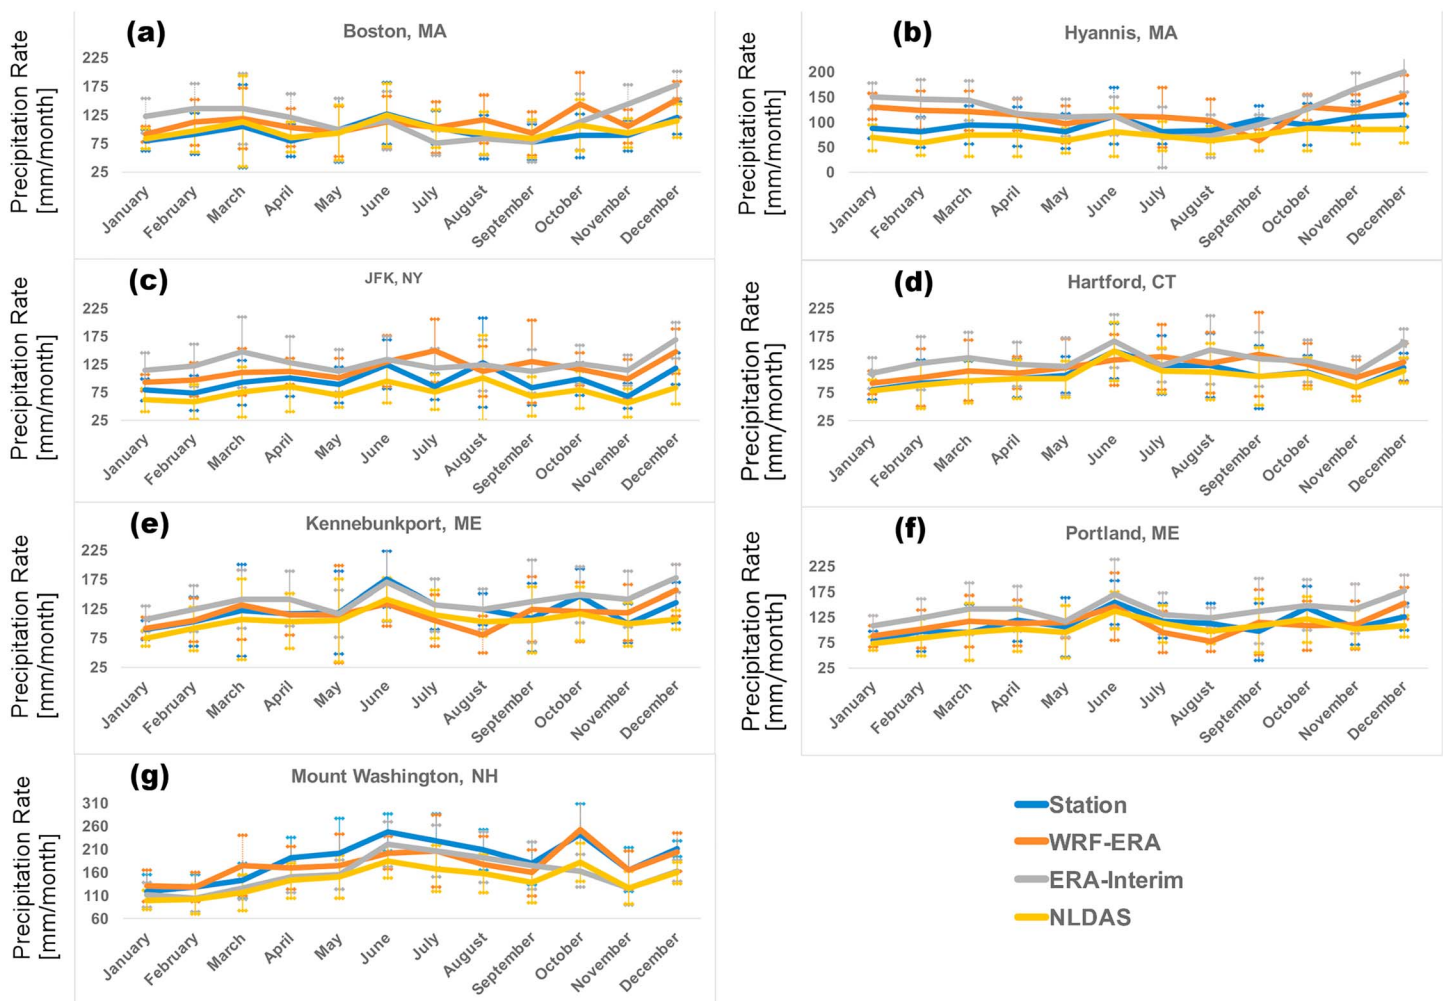 (a)
Boston, MA
Precipitation Rate
[mm/month]
225
175
125
75
25
January
February
March
April
May
June
July
August
September
October
November
December
(b)
Hyannis, MA
Precipitation Rate
[mm/month]
200
150
100
50
0
January
February
March
April
May
June
July
August
September
October
November
December
(c)
JFK, NY
Precipitation Rate
[mm/month]
225
175
125
75
25
January
February
March
April
May
June
July
August
September
October
November
December
(d)
Hartford, CT
Precipitation Rate
[mm/month]
225
175
125
75
25
January
February
March
April
May
June
July
August
September
October
November
December
(e)
Kennebunkport, ME
Precipitation Rate
[mm/month]
225
175
125
75
25
January
February
March
April
May
June
July
August
September
October
November
December
(f)
Portland, ME
Precipitation Rate
[mm/month]
225
175
125
75
25
January
February
March
April
May
June
July
August
September
October
November
December
(g)
Mount Washington, NH
Precipitation Rate
[mm/month]
310
260
210
160
110
60
January
February
March
April
May
June
July
August
September
October
November
December
Station
WRF-ERA
ERA-Interim
NLDAS